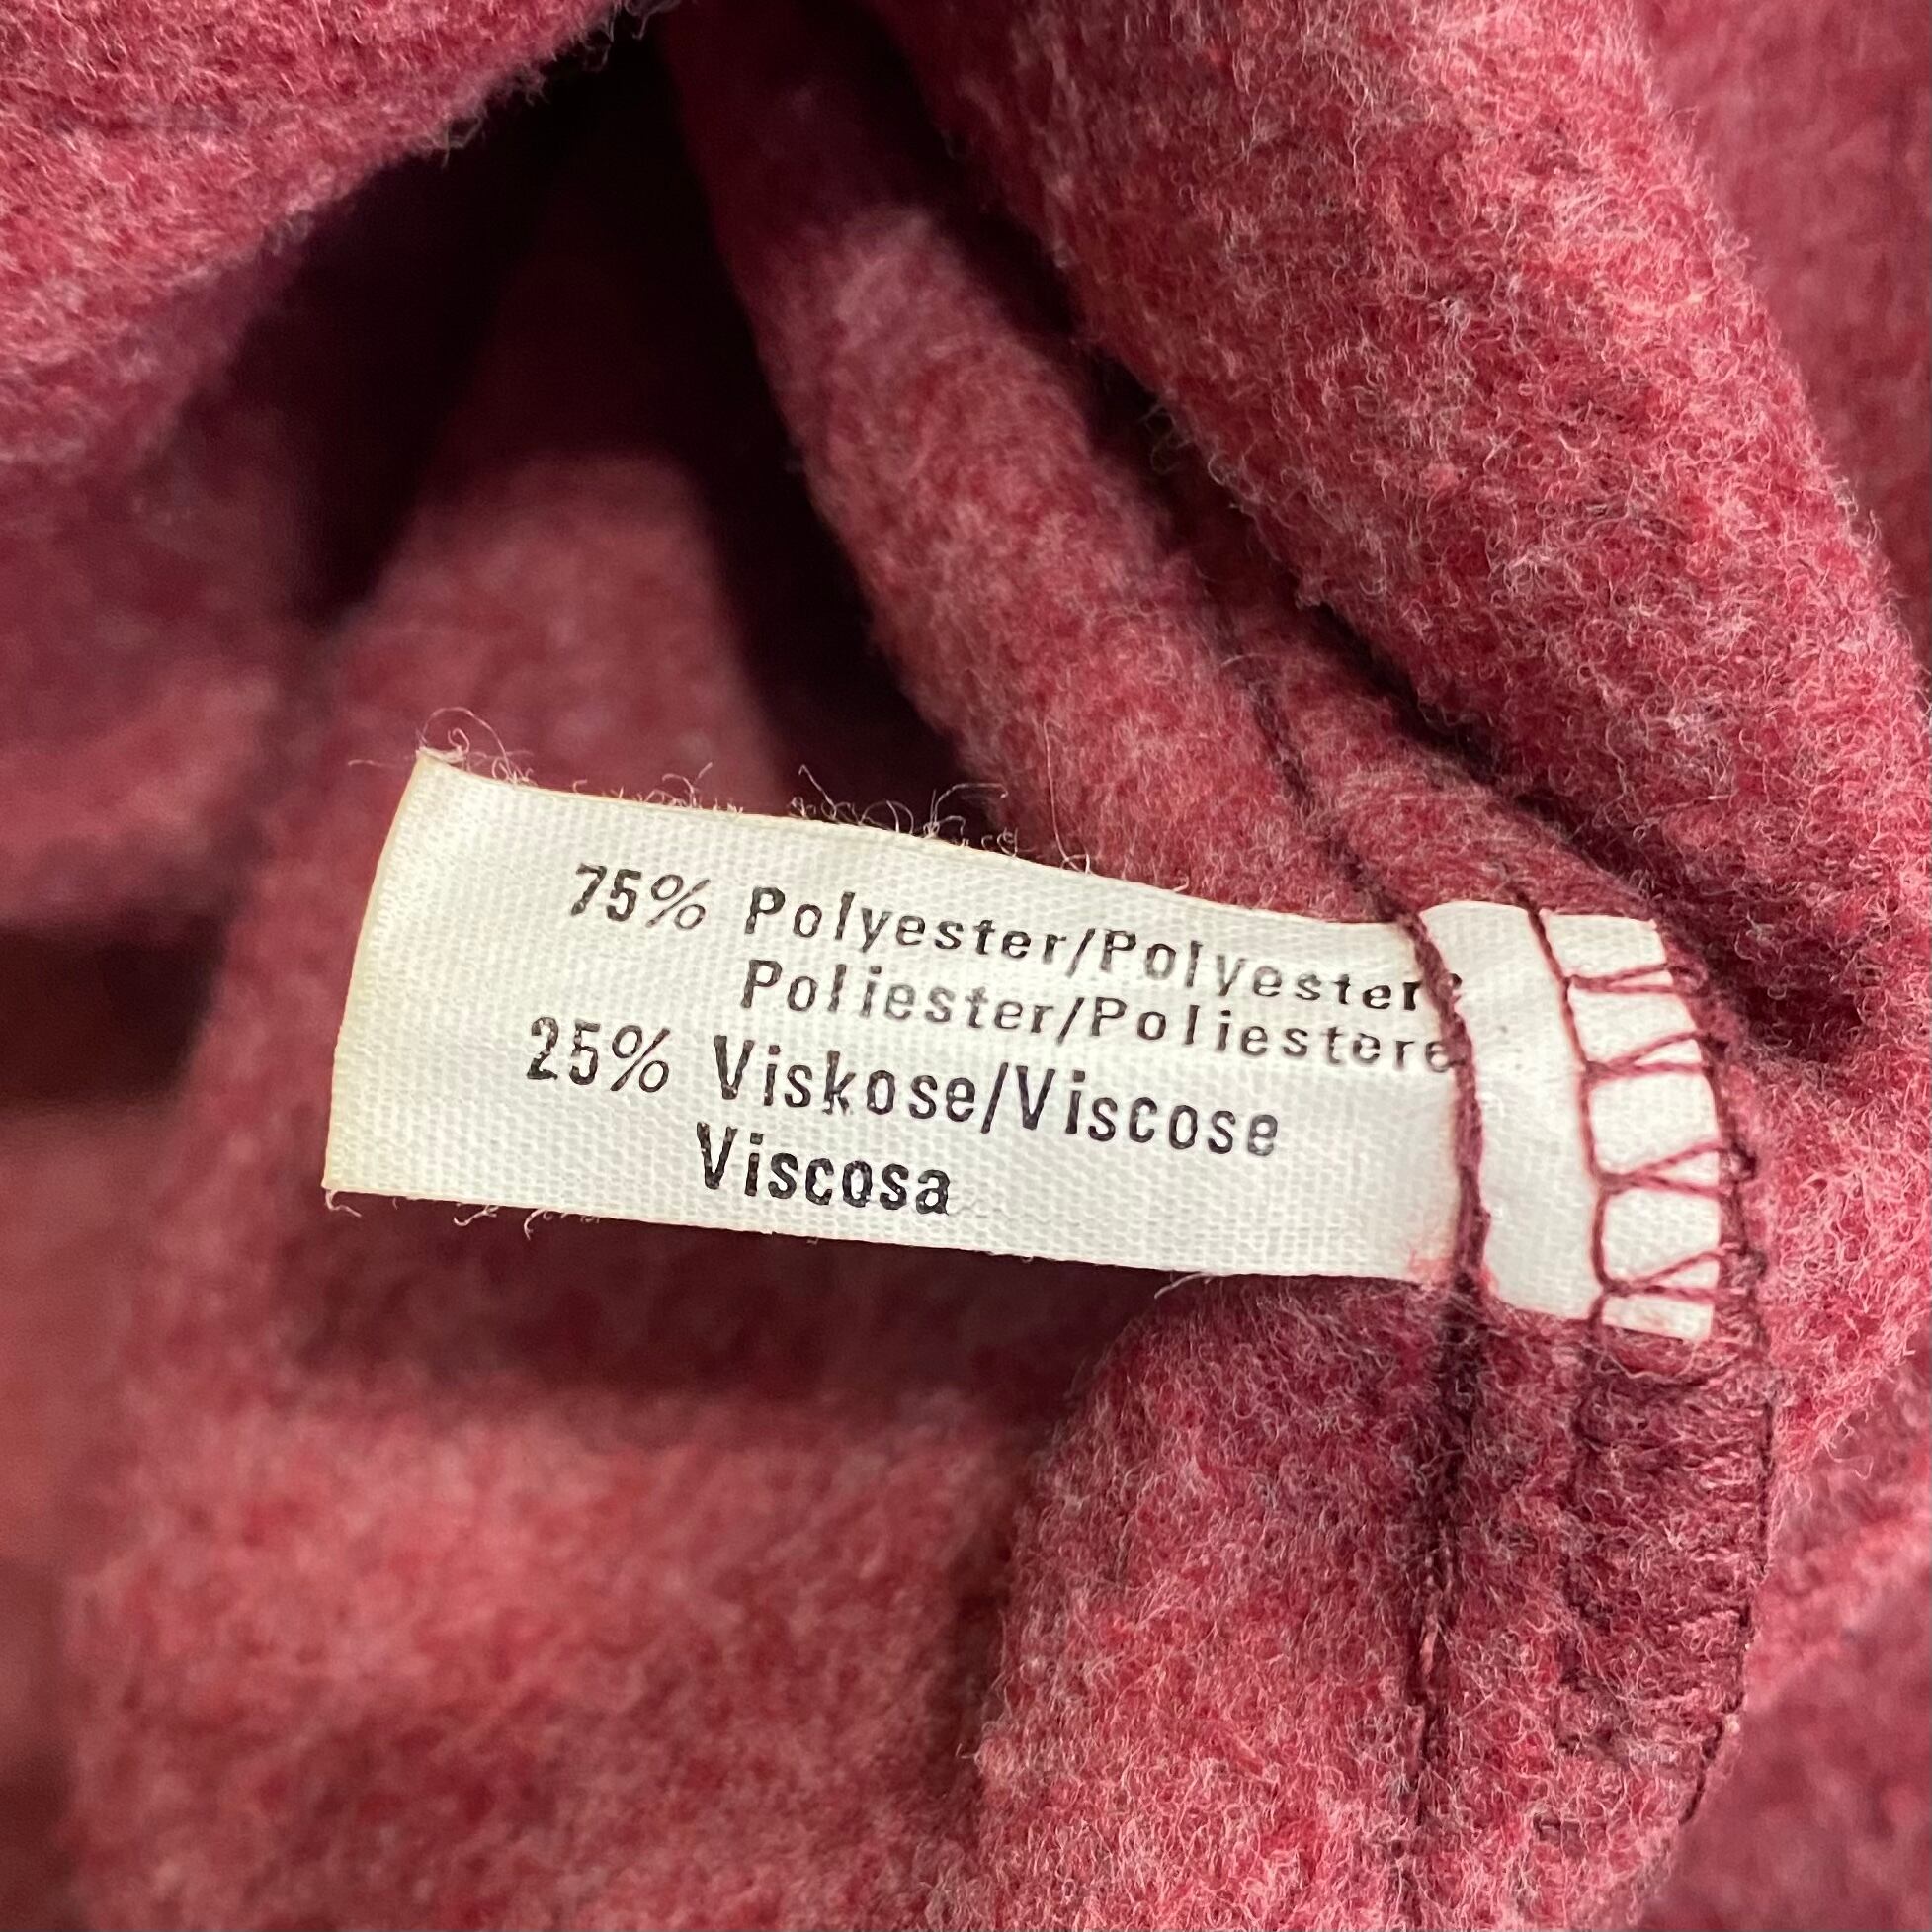 75% Polyester/Polyestere
Poliester/Poliestere
25% Viskose/Viscose
Viscosa